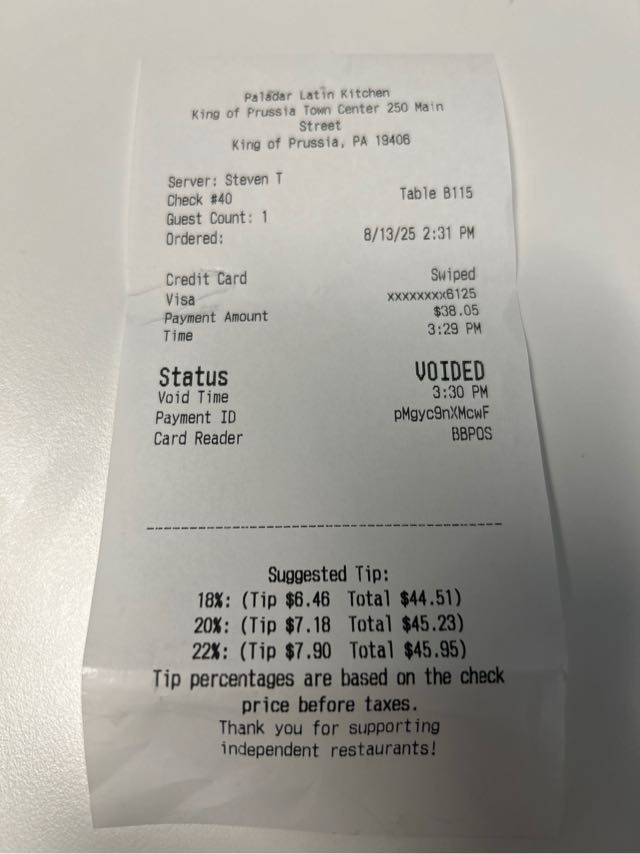 Paladar Latin Kitchen
King of Prussia Town Center 250 Main
Street
King of Prussia, PA 19406
Server: Steven T
Check #40 Table B115
Guest Count: 1
Ordered: 8/13/25 2:31 PM
Credit Card Swiped
Visa xxxxxxxx6125
Payment Amount $38.05
Time 3:29 PM
Status VOIDED
Void Time 3:30 PM
Payment ID pMgyc9nXMcwF
Card Reader BBPOS
Suggested Tip:
18%: (Tip $6.46 Total $44.51)
20%: (Tip $7.18 Total $45.23)
22%: (Tip $7.90 Total $45.95)
Tip percentages are based on the check
price before taxes.
Thank you for supporting
independent restaurants!